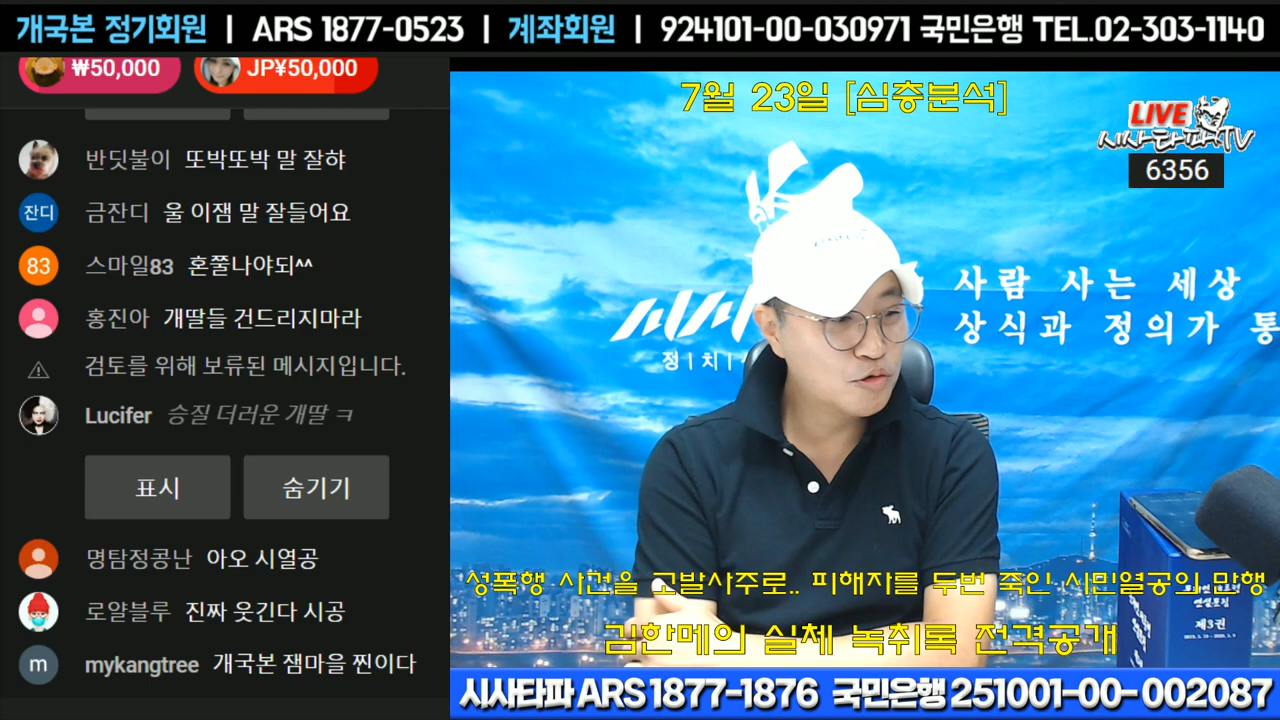 개국본 정기회원 | ARS 1877-0523 | 계좌회원 | 924101-00-030971 국민은행 TEL.02-303-1140
₩50,000 JP¥50,000
7월 23일 [심층분석]
LIVE
시사타파TV
6356
반딧불이 또박또박 말 잘햐
잔디 금잔디 울 이잼 말 잘들어요
83 스마일83 혼쭐나야되^^
홍진아 개딸들 건드리지마라
검토를 위해 보류된 메시지입니다.
Lucifer 승질 더러운 개딸 ㅋ
표시 숨기기
명탐정콩난 아오 시열공
로얄블루 진짜 웃긴다 시공
m mykangtree 개국본 잼마을 찐이다
사람 사는 세상
상식과 정의가 통
정 | 치 |
제3권
성폭행 사건을 고발사주로.. 피해자를 두번 죽인 시민열공의 만행
김한메의 실체 녹취록 전격공개
시사타파 ARS 1877-1876 국민은행 251001-00- 002087